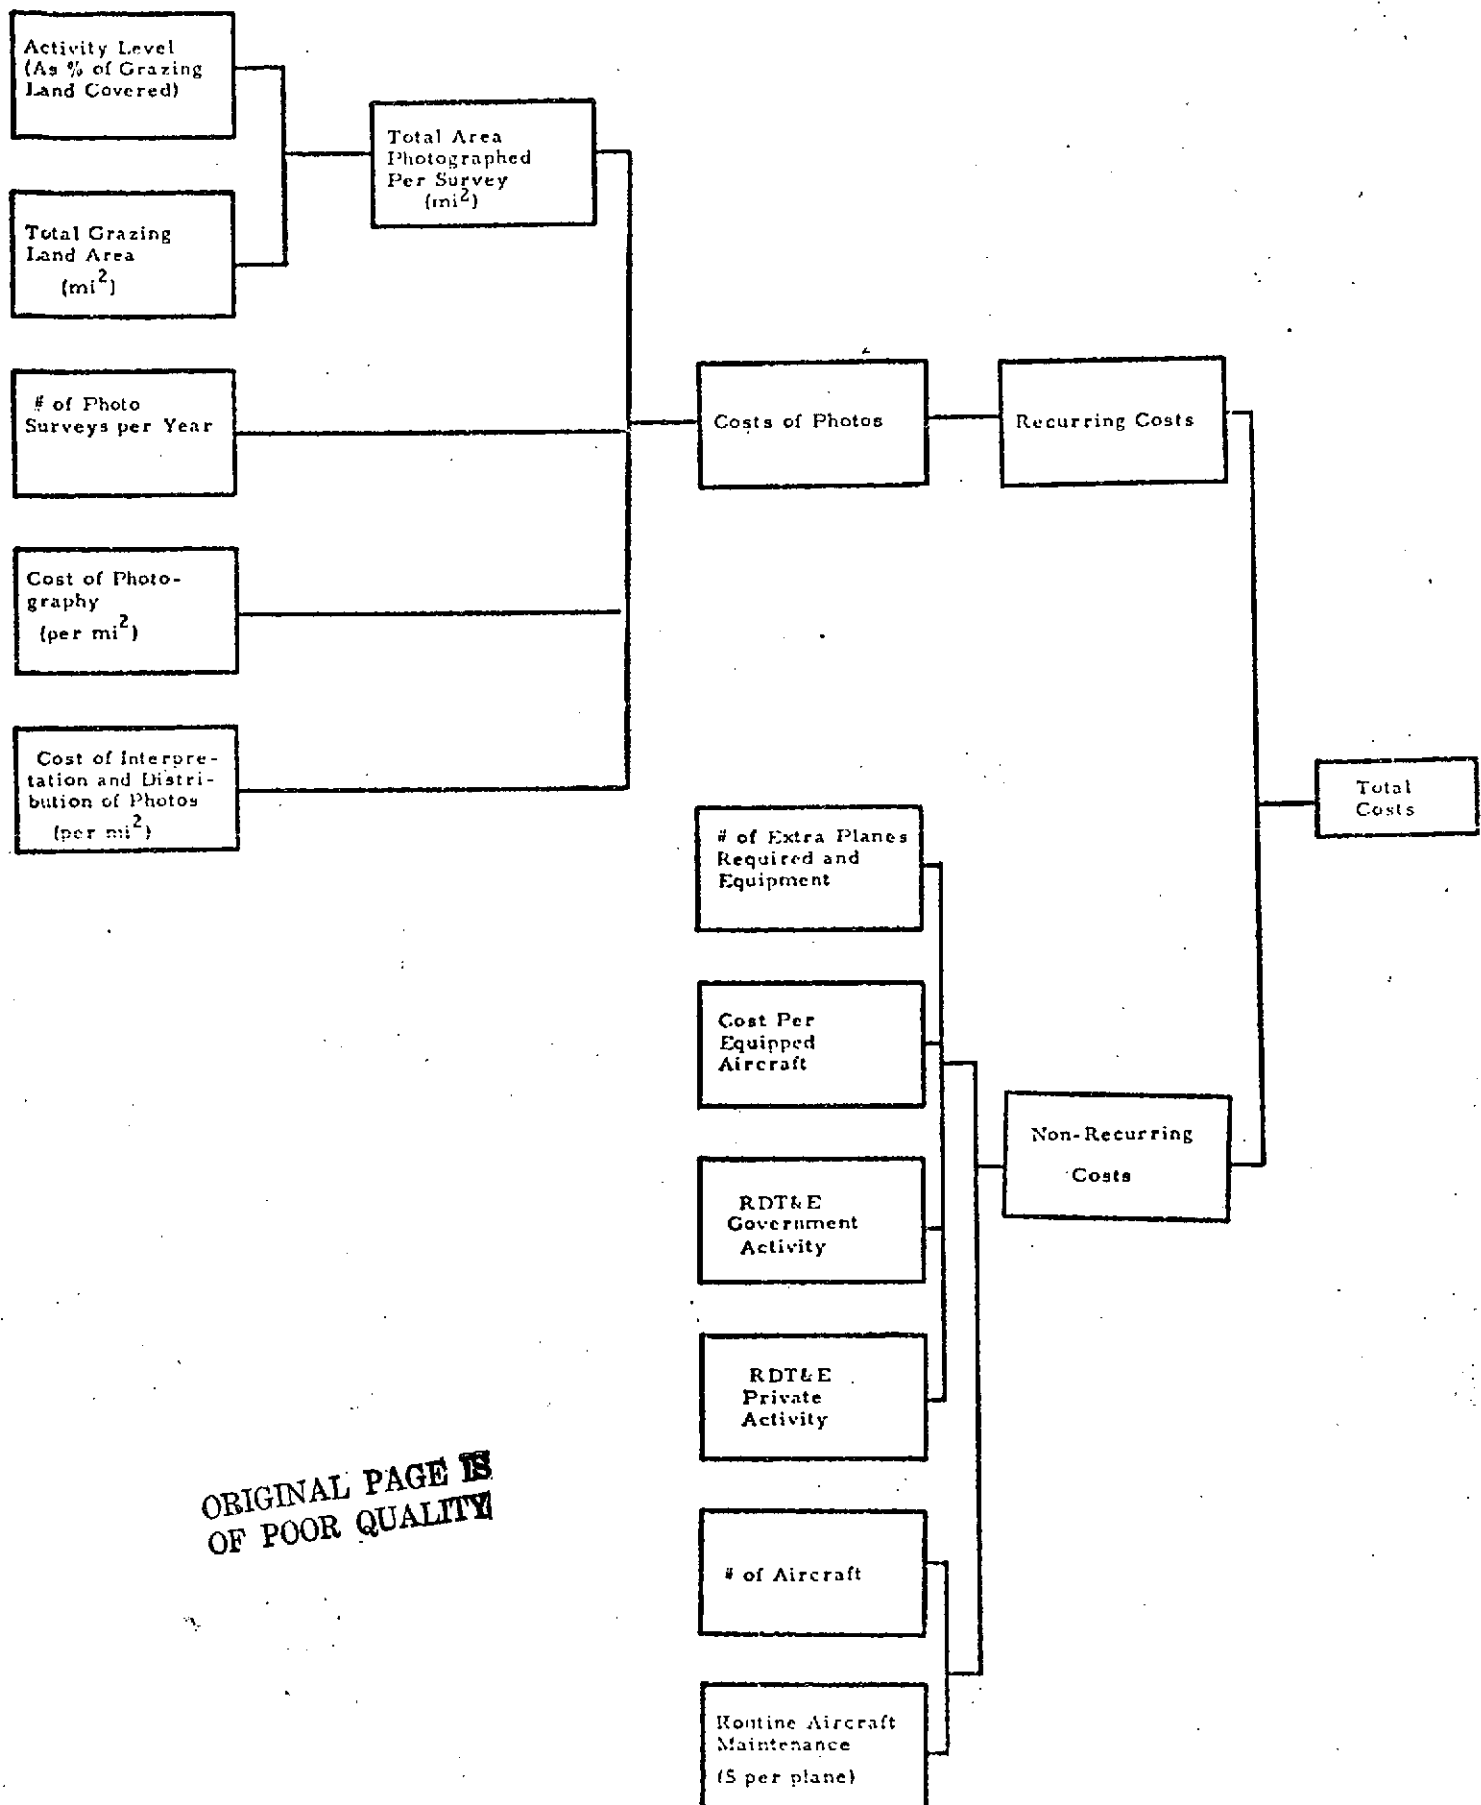 Activity Level
(As % of Grazing
Land Covered)
Total Area
Photographed
Per Survey
(mi²)
Total Grazing
Land Area
(mi²)
# of Photo
Surveys per Year
Costs of Photos
Recurring Costs
Cost of Photo-
graphy
(per mi²)
Cost of Interpre-
tation and Distri-
bution of Photos
(per mi²)
Total
Costs
# of Extra Planes
Required and
Equipment
Cost Per
Equipped
Aircraft
Non-Recurring
Costs
RDT&E
Government
Activity
RDT&E
Private
Activity
ORIGINAL PAGE IS
OF POOR QUALITY
# of Aircraft
Routine Aircraft
Maintenance
($ per plane)